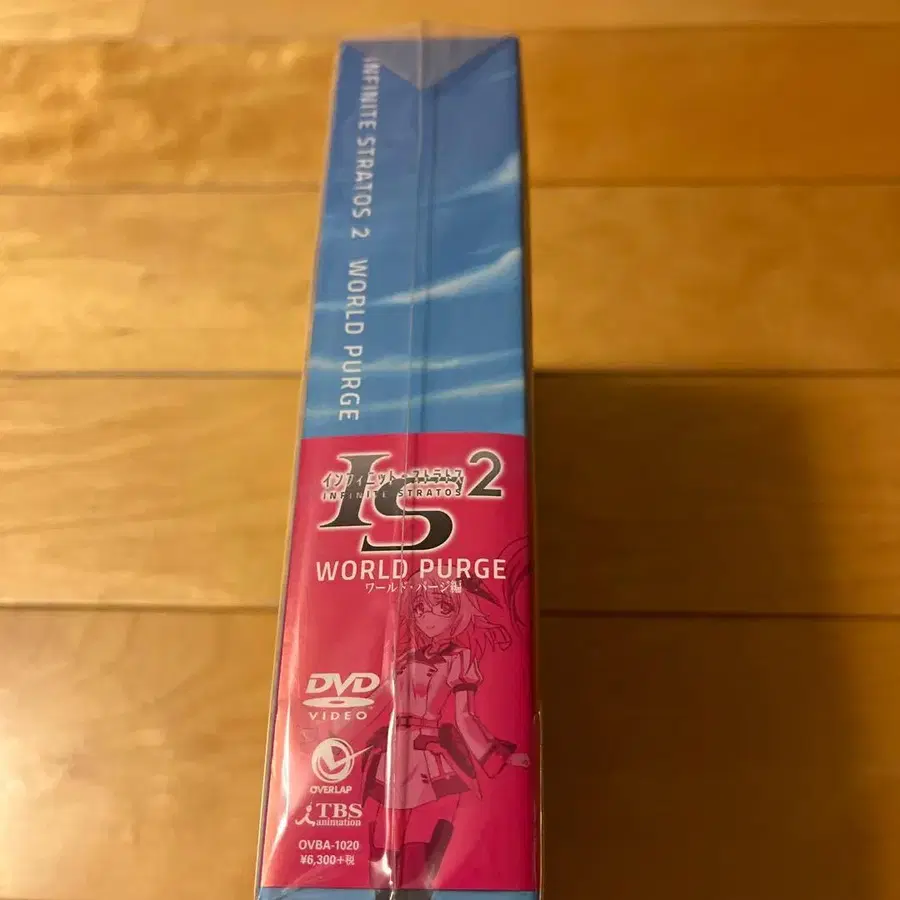 INFINITE STRATOS 2 WORLD PURGE
IS2
インフィニット・ストラトス
INFINITE STRATOS
WORLD PURGE
ワールド・パージ編
DVD
VIDEO
OVERLAP
TBS
animation
OVBA-1020
¥6,300+税